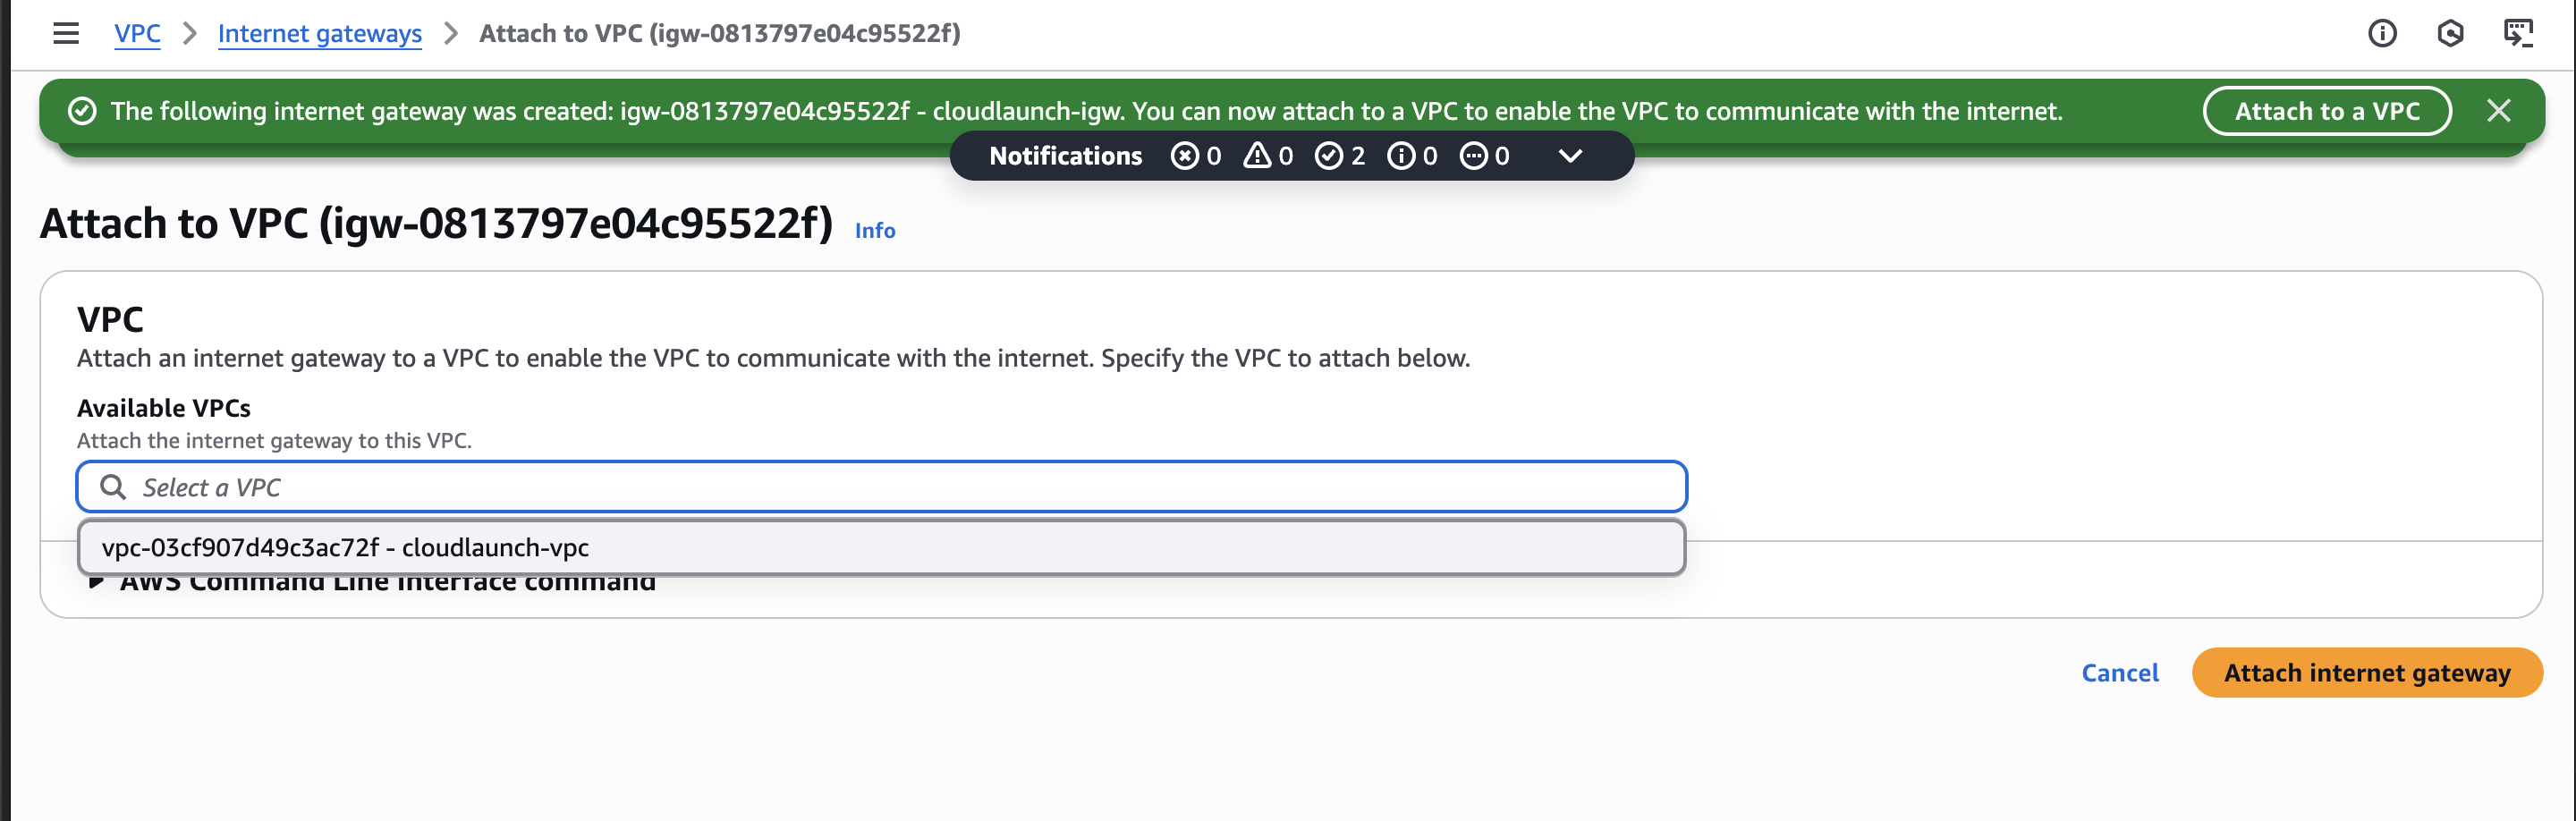 VPC > Internet gateways > Attach to VPC (igw-0813797e04c95522f)
The following internet gateway was created: igw-0813797e04c95522f - cloudlaunch-igw. You can now attach to a VPC to enable the VPC to communicate with the internet. Attach to a VPC
Notifications 0 0 2 0 0
Attach to VPC (igw-0813797e04c95522f) Info
VPC
Attach an internet gateway to a VPC to enable the VPC to communicate with the internet. Specify the VPC to attach below.
Available VPCs
Attach the internet gateway to this VPC.
Select a VPC
vpc-03cf907d49c3ac72f - cloudlaunch-vpc
AWS Command Line Interface command
Cancel Attach internet gateway